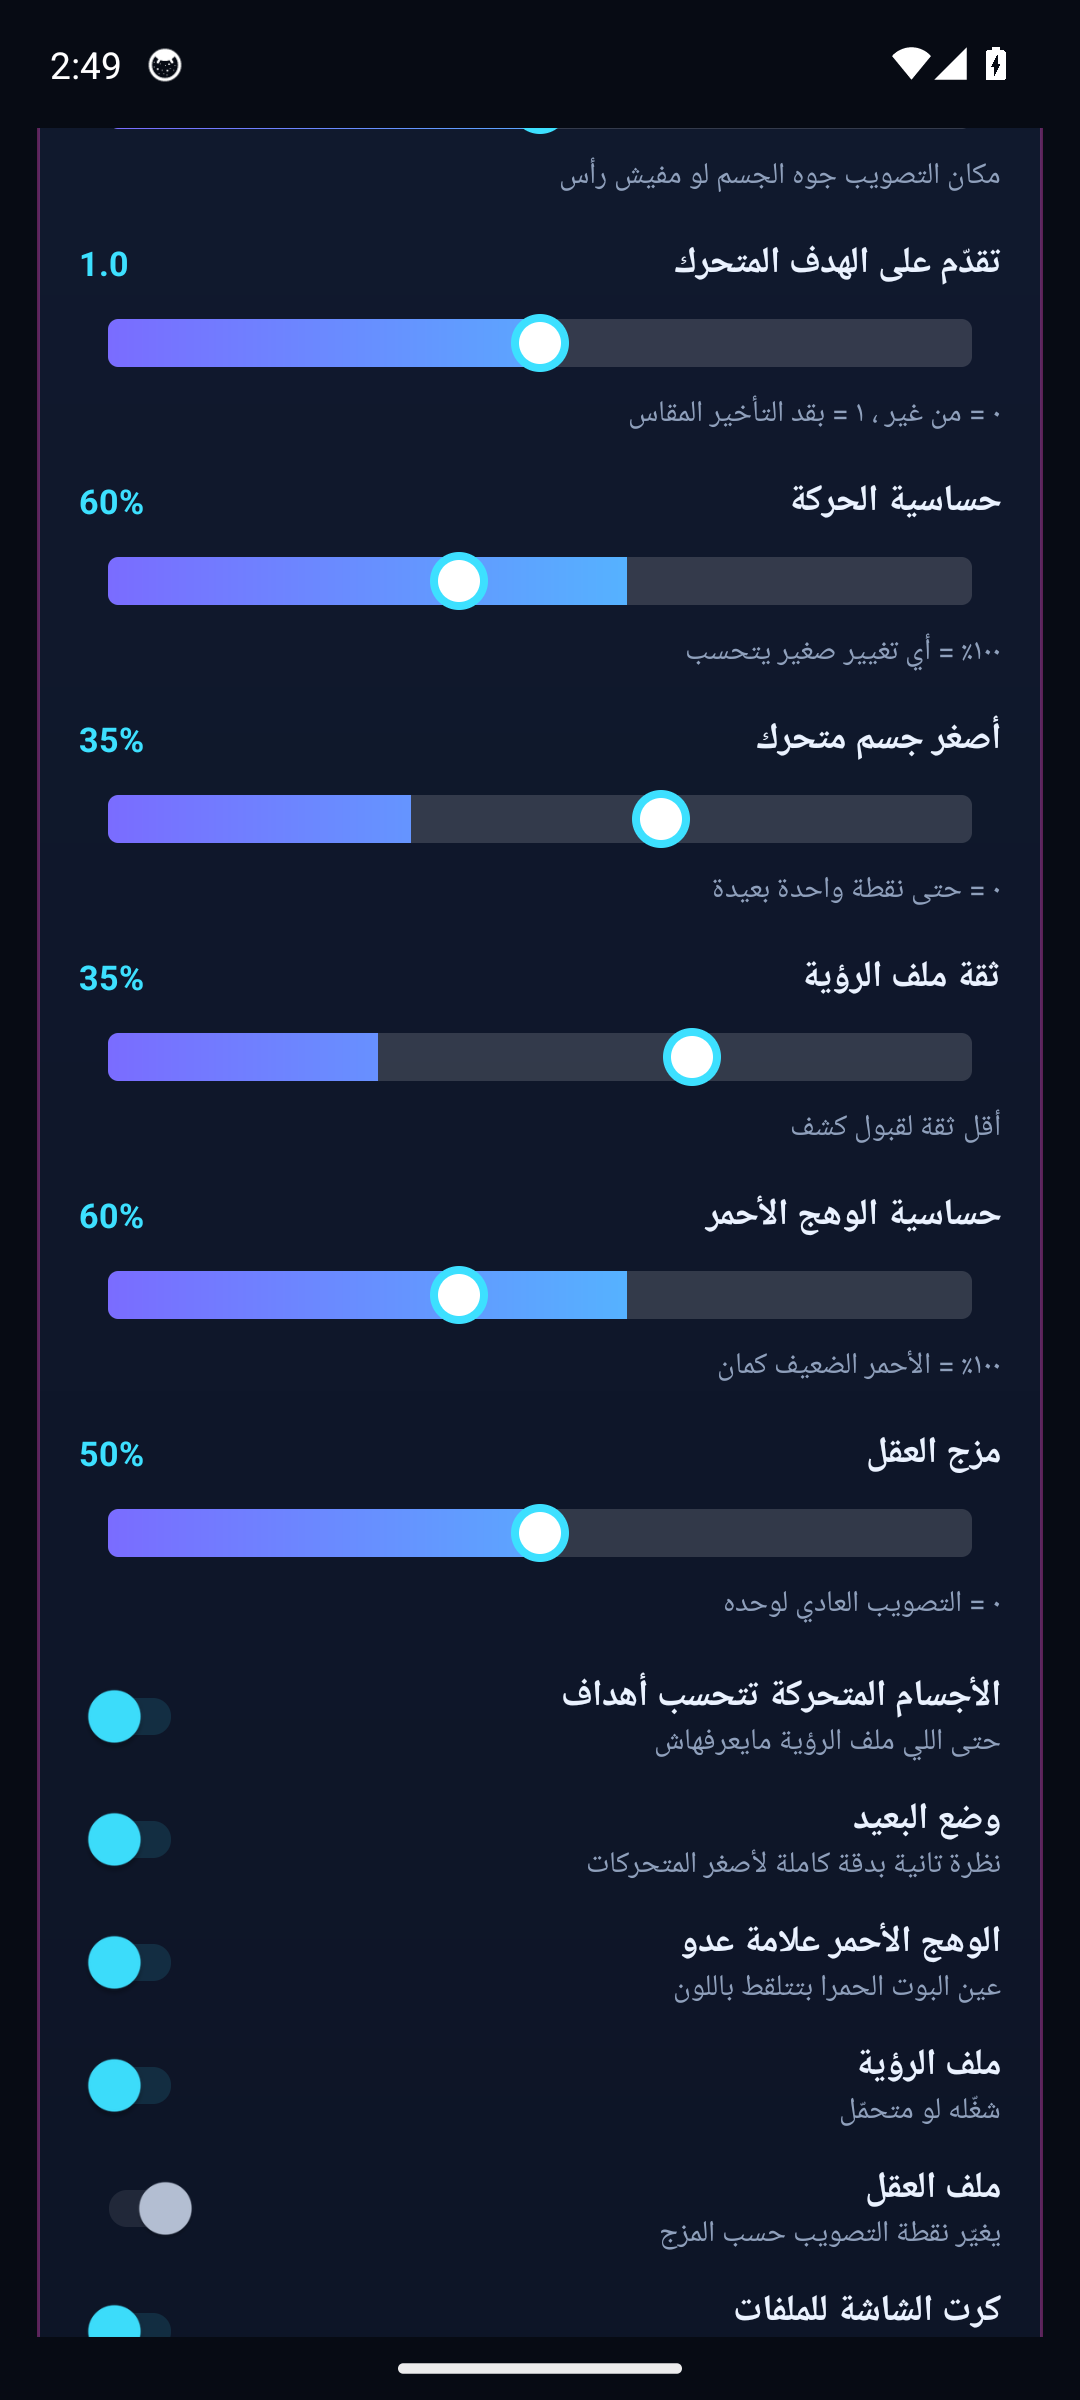 2:49
مكان التصويب جوه الجسم لو مفيش رأس
تقدّم على الهدف المتحرك
1.0
٠ = من غير ، ١ = بقد التأخير المقاس
حساسية الحركة
60%
١٠٠٪ = أي تغيير صغير يتحسب
أصغر جسم متحرك
35%
٠ = حتى نقطة واحدة بعيدة
ثقة ملف الرؤية
35%
أقل ثقة لقبول كشف
حساسية الوهج الأحمر
60%
١٠٠٪ = الأحمر الضعيف كمان
مزج العقل
50%
٠ = التصويب العادي لوحده
الأجسام المتحركة تتحسب أهداف
حتى اللي ملف الرؤية مايعرفهاش
وضع البعيد
نظرة تانية بدقة كاملة لأصغر المتحركات
الوهج الأحمر علامة عدو
عين البوت الحمرا بتتلقط باللون
ملف الرؤية
شغّله لو متحمّل
ملف العقل
يغيّر نقطة التصويب حسب المزج
كرت الشاشة للملفات